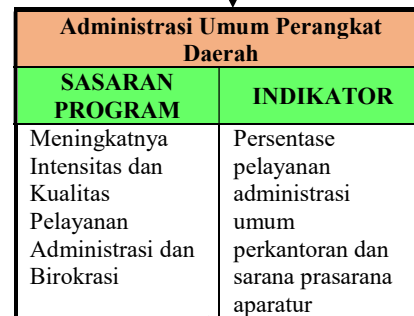 Administrasi Umum Perangkat
Daerah
SASARAN
PROGRAM
INDIKATOR
Meningkatnya
Intensitas dan
Kualitas
Pelayanan
Administrasi dan
Birokrasi
Persentase
pelayanan
administrasi
umum
perkantoran dan
sarana prasarana
aparatur